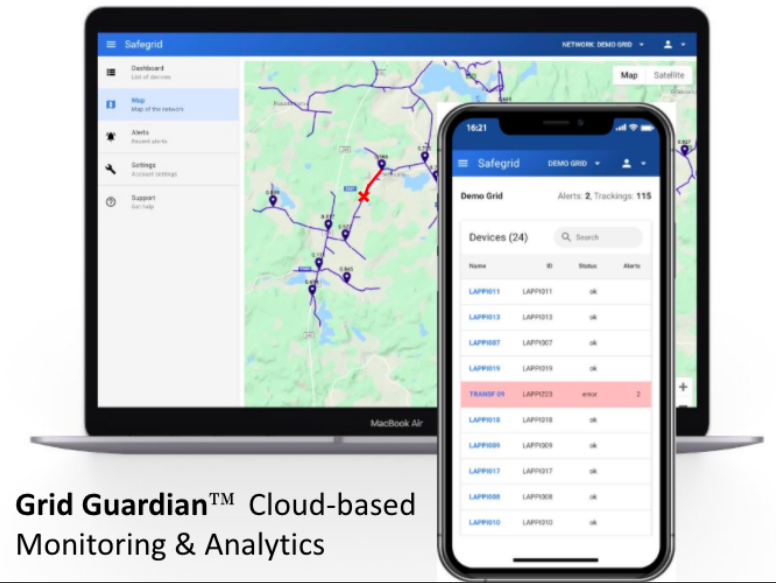 Safegrid
NETWORK: DEMO GRID
Dashboard
List of devices
Map
Map of the network
Alerts
Recent alerts
Settings
Account settings
Support
Get help
Map Satellite
MacBook Air
16:21
Safegrid DEMO GRID
Demo Grid Alerts: 2, Trackings: 115
Devices (24) Search
Name ID Status Alerts
LAPPI011 LAPPI011 ok
LAPPI013 LAPPI013 ok
LAPPI007 LAPPI007 ok
LAPPI019 LAPPI019 ok
TRANSF 09 LAPPI223 error 2
LAPPI018 LAPPI018 ok
LAPPI009 LAPPI009 ok
LAPPI017 LAPPI017 ok
LAPPI008 LAPPI008 ok
LAPPI010 LAPPI010 ok
Grid Guardian™ Cloud-based
Monitoring & Analytics